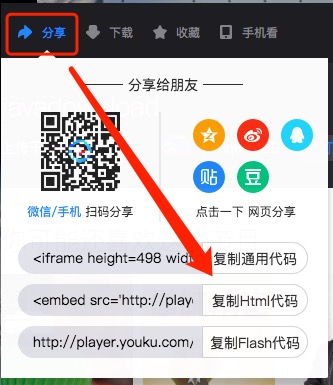 分享 下载 收藏 手机看
分享给朋友
贴 豆
微信/手机 扫码分享 点击一下 网页分享
<iframe height=498 wid 复制通用代码
<embed src='http://playe 复制Html代码
http://player.youku.com/ 复制Flash代码